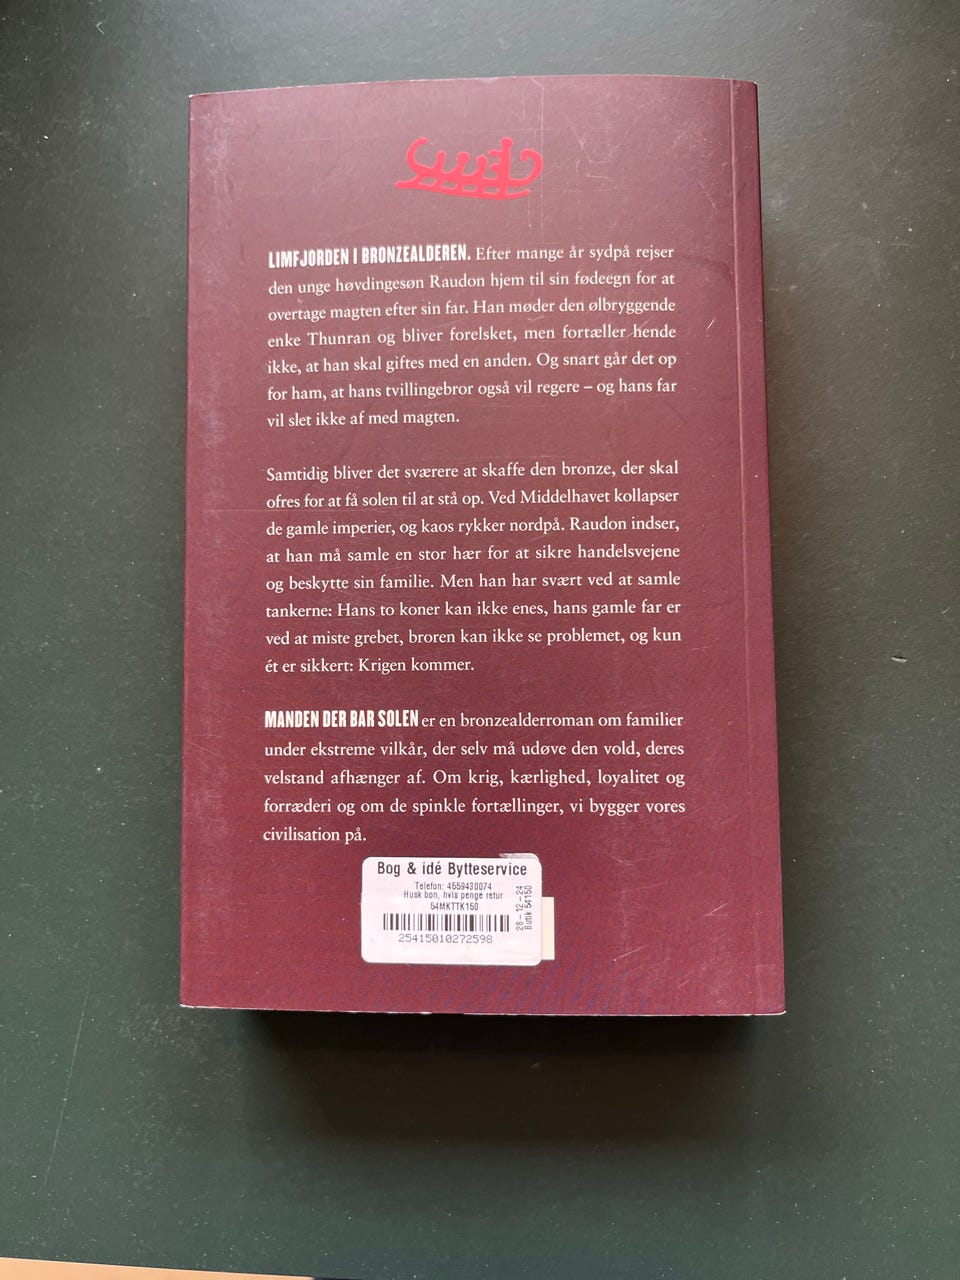 LIMFJORDEN I BRONZEALDEREN. Efter mange år sydpå rejser
den unge høvdingesøn Raudon hjem til sin fødeegn for at
overtage magten efter sin far. Han møder den ølbryggende
enke Thunran og bliver forelsket, men fortæller hende
ikke, at han skal giftes med en anden. Og snart går det op
for ham, at hans tvillingebror også vil regere – og hans far
vil slet ikke af med magten.
Samtidig bliver det sværere at skaffe den bronze, der skal
ofres for at få solen til at stå op. Ved Middelhavet kollapser
de gamle imperier, og kaos rykker nordpå. Raudon indser,
at han må samle en stor hær for at sikre handelsvejene
og beskytte sin familie. Men han har svært ved at samle
tankerne: Hans to koner kan ikke enes, hans gamle far er
ved at miste grebet, broren kan ikke se problemet, og kun
ét er sikkert: Krigen kommer.
MANDEN DER BAR SOLEN er en bronzealderroman om familier
under ekstreme vilkår, der selv må udøve den vold, deres
velstand afhænger af. Om krig, kærlighed, loyalitet og
forræderi og om de spinkle fortællinger, vi bygger vores
civilisation på.
Bog & idé Bytteservice
Telefon: 4559430074
Husk bon, hvis penge retur
54MKTTK150
25415010272598
28-12-24
Butik 54150